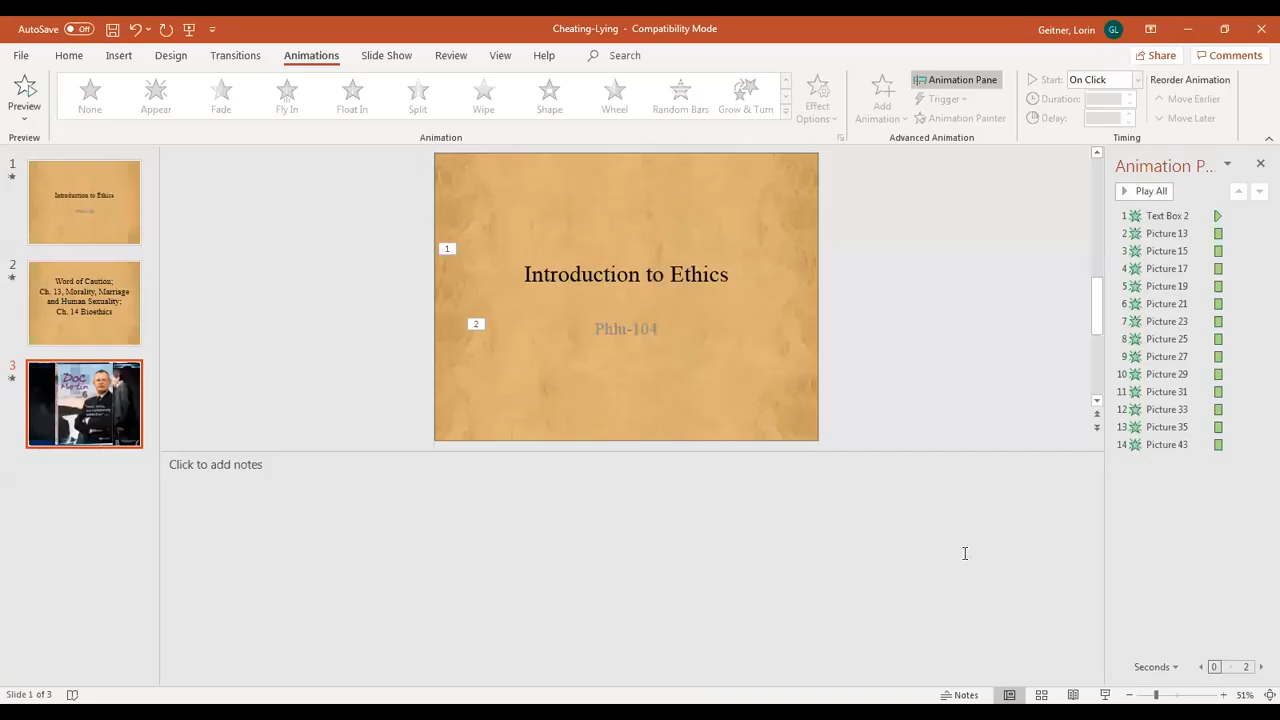 AutoSave Off
Cheating-Lying - Compatibility Mode
Geitner, Lorin GL
File Home Insert Design Transitions Animations Slide Show Review View Help Search
Share Comments
Preview
None Appear Fade Fly In Float In Split Wipe Shape Wheel Random Bars Grow & Turn
Effect Options
Add Animation
Animation Pane
Trigger
Animation Painter
Start: On Click
Duration:
Delay:
Reorder Animation
Move Earlier
Move Later
Preview Animation Advanced Animation Timing
1
Introduction to Ethics
2
Word of Caution;
Ch. 13, Morality, Marriage
and Human Sexuality;
Ch. 14 Bioethics
3
Doc
Martin
6
1
Introduction to Ethics
2
Phlu-104
Click to add notes
Animation P...
Play All
1 Text Box 2
2 Picture 13
3 Picture 15
4 Picture 17
5 Picture 19
6 Picture 21
7 Picture 23
8 Picture 25
9 Picture 27
10 Picture 29
11 Picture 31
12 Picture 33
13 Picture 35
14 Picture 43
Seconds 0 2
Slide 1 of 3
Notes
51%